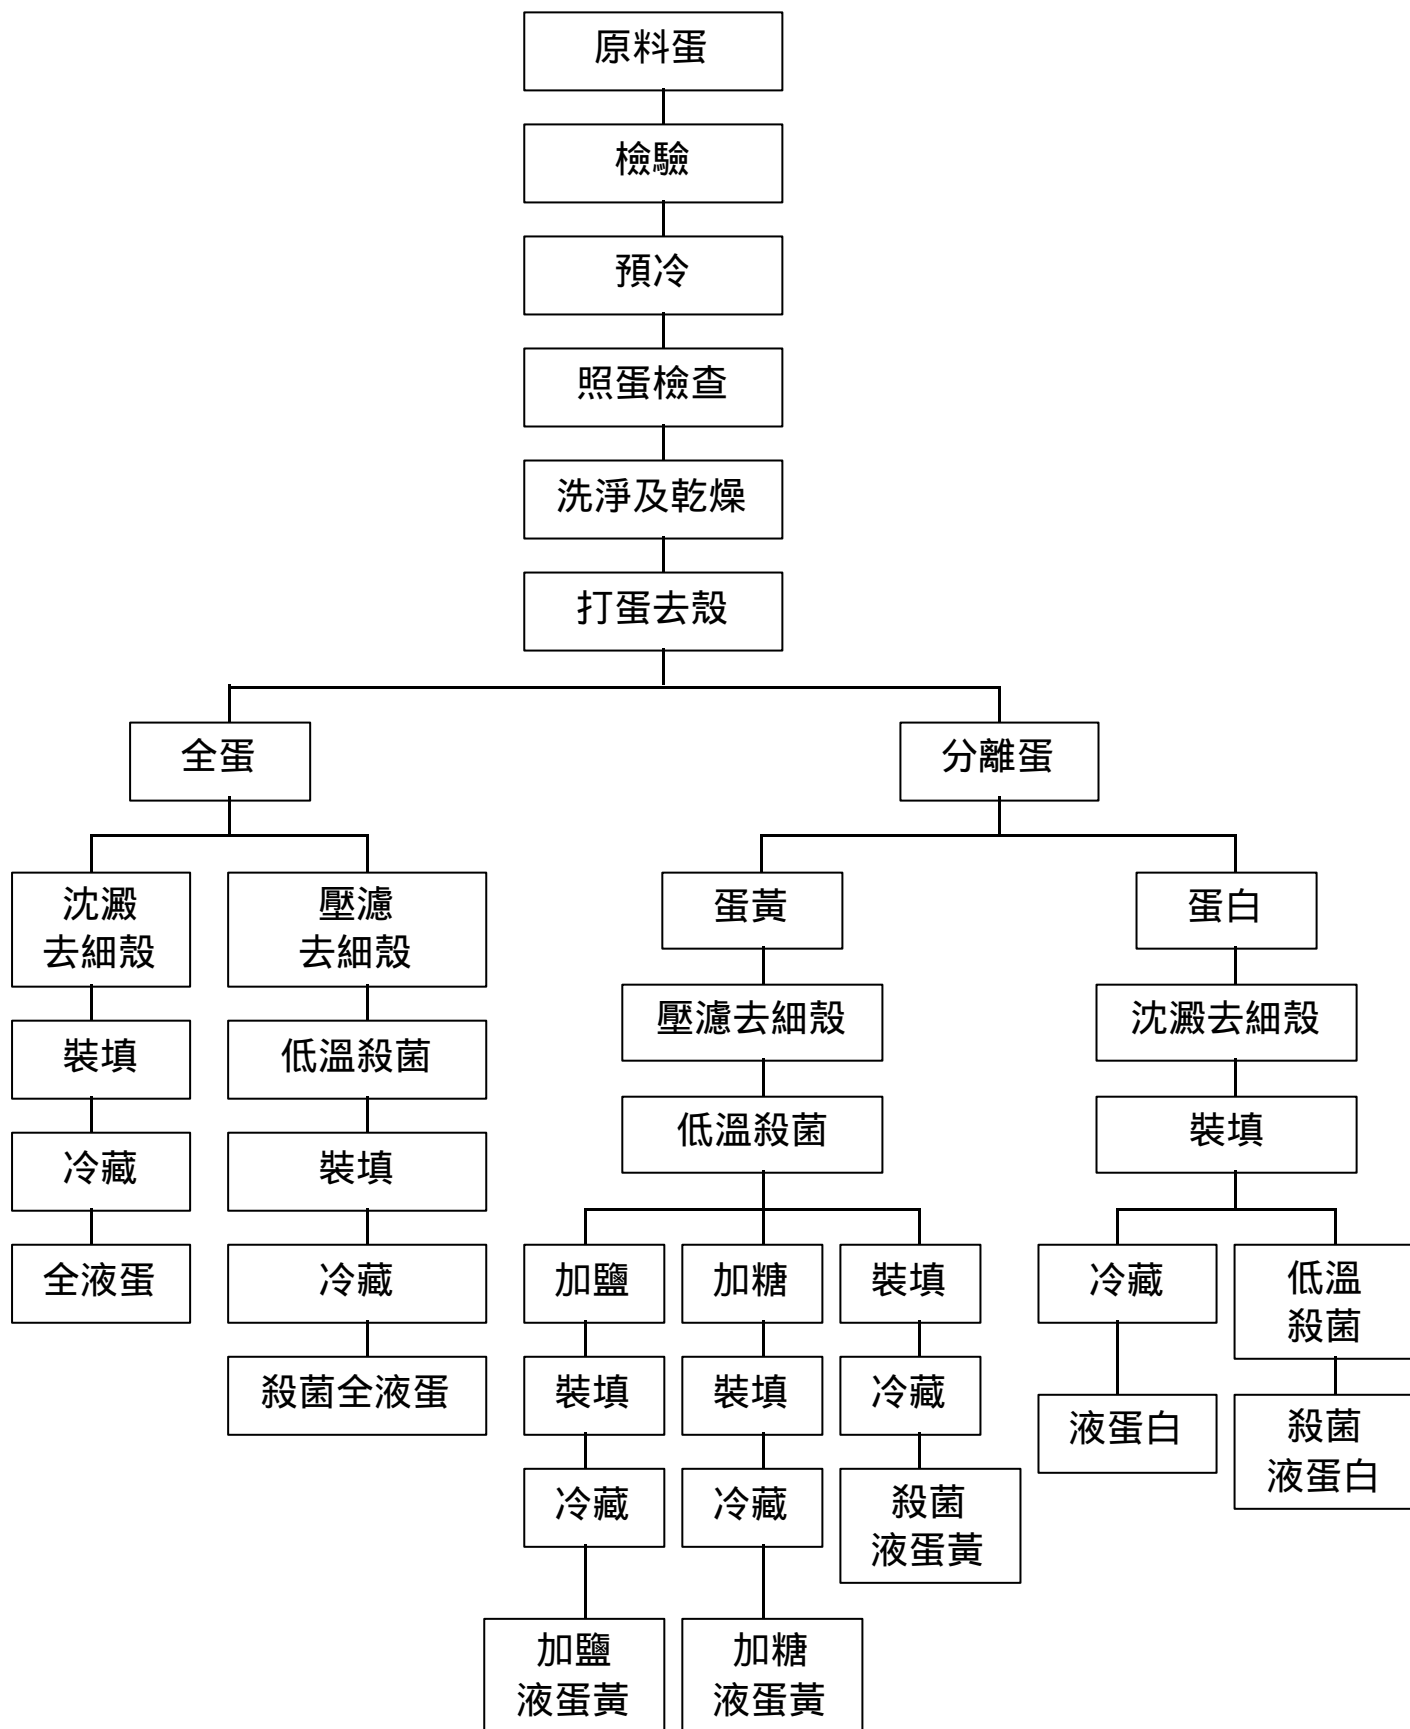 原料蛋
檢驗
預冷
照蛋檢查
洗淨及乾燥
打蛋去殼
全蛋
分離蛋
沈澱
去細殼
裝填
冷藏
全液蛋
壓濾
去細殼
低溫殺菌
裝填
冷藏
殺菌全液蛋
蛋黃
壓濾去細殼
低溫殺菌
加鹽
裝填
冷藏
加鹽
液蛋黃
加糖
裝填
冷藏
加糖
液蛋黃
裝填
冷藏
殺菌
液蛋黃
蛋白
沈澱去細殼
裝填
冷藏
液蛋白
低溫
殺菌
殺菌
液蛋白